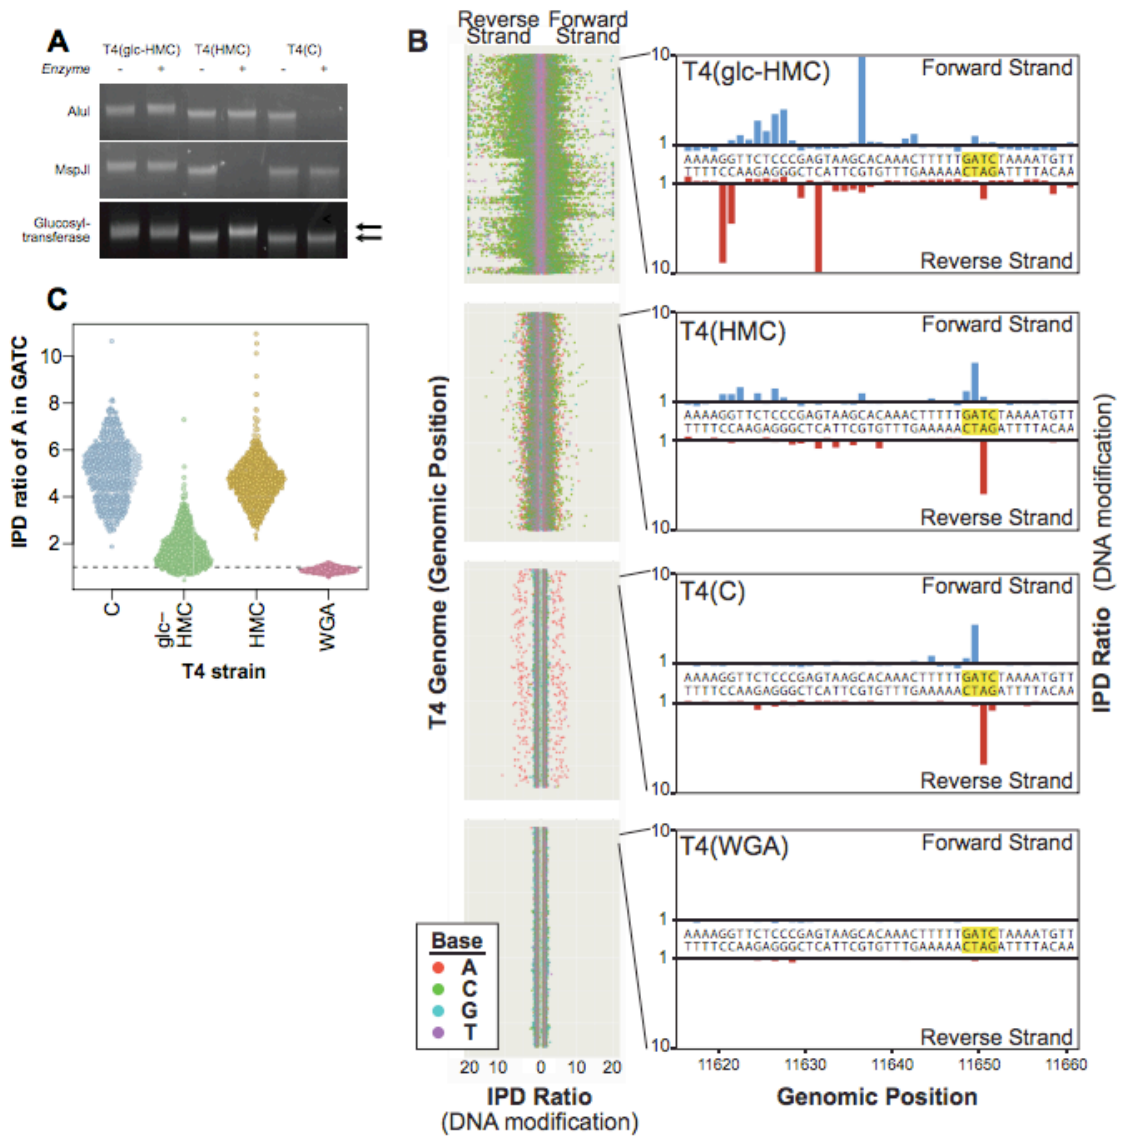 A
T4(glc-HMC) T4(HMC) T4(C)
Enzyme - + - + - +
AluI
MspJI
Glucosyl-
transferase
<
B
Reverse Strand
Forward Strand
10
T4(glc-HMC)
Forward Strand
1
AAAAGGTTCTCCCGAGTAAGCACAAACTTTTTGATCTAAAATGTT
TTTTCCAAGAGGGCTCATTCGTGTTTGAAAAACTAGATTTTACAA
1
10
Reverse Strand
10
T4(HMC)
Forward Strand
1
AAAAGGTTCTCCCGAGTAAGCACAAACTTTTTGATCTAAAATGTT
TTTTCCAAGAGGGCTCATTCGTGTTTGAAAAACTAGATTTTACAA
1
10
Reverse Strand
10
T4(C)
Forward Strand
1
AAAAGGTTCTCCCGAGTAAGCACAAACTTTTTGATCTAAAATGTT
TTTTCCAAGAGGGCTCATTCGTGTTTGAAAAACTAGATTTTACAA
1
10
Reverse Strand
10
T4(WGA)
Forward Strand
1
AAAAGGTTCTCCCGAGTAAGCACAAACTTTTTGATCTAAAATGTT
TTTTCCAAGAGGGCTCATTCGTGTTTGAAAAACTAGATTTTACAA
1
10
Reverse Strand
11620 11630 11640 11650 11660
Genomic Position
IPD Ratio (DNA modification)
T4 Genome (Genomic Position)
Base
A
C
G
T
20 10 0 10 20
IPD Ratio
(DNA modification)
C
IPD ratio of A in GATC
10
8
6
4
2
C
glc-
HMC
HMC
WGA
T4 strain